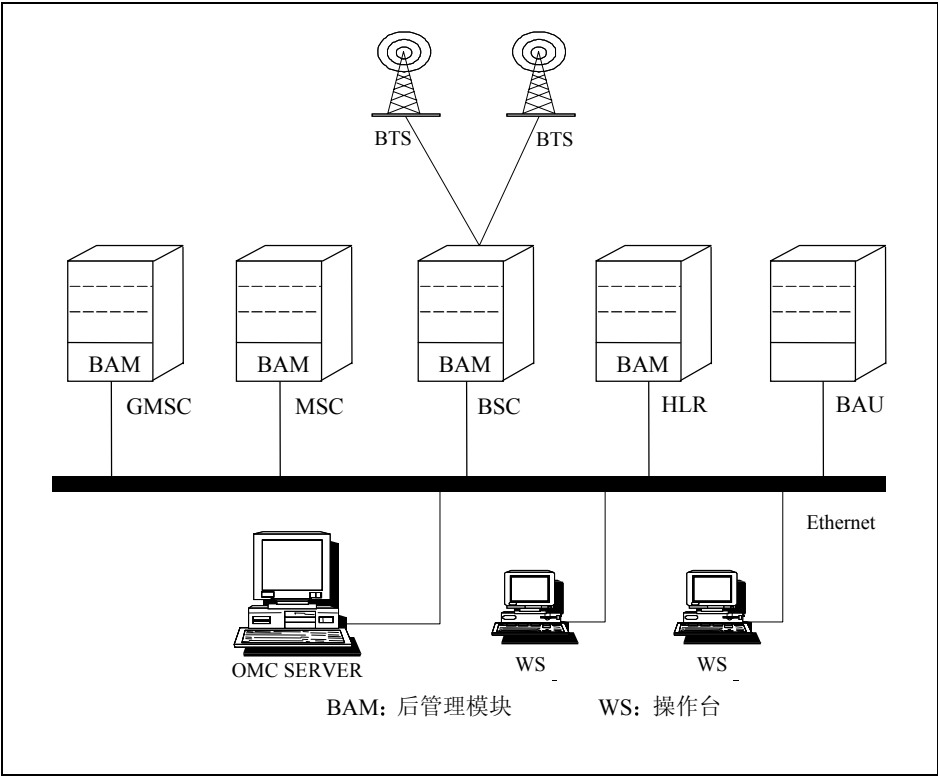 BTS BTS
BAM BAM BAM BAM
GMSC MSC BSC HLR BAU
Ethernet
OMC SERVER WS WS
BAM：后管理模块 WS：操作台